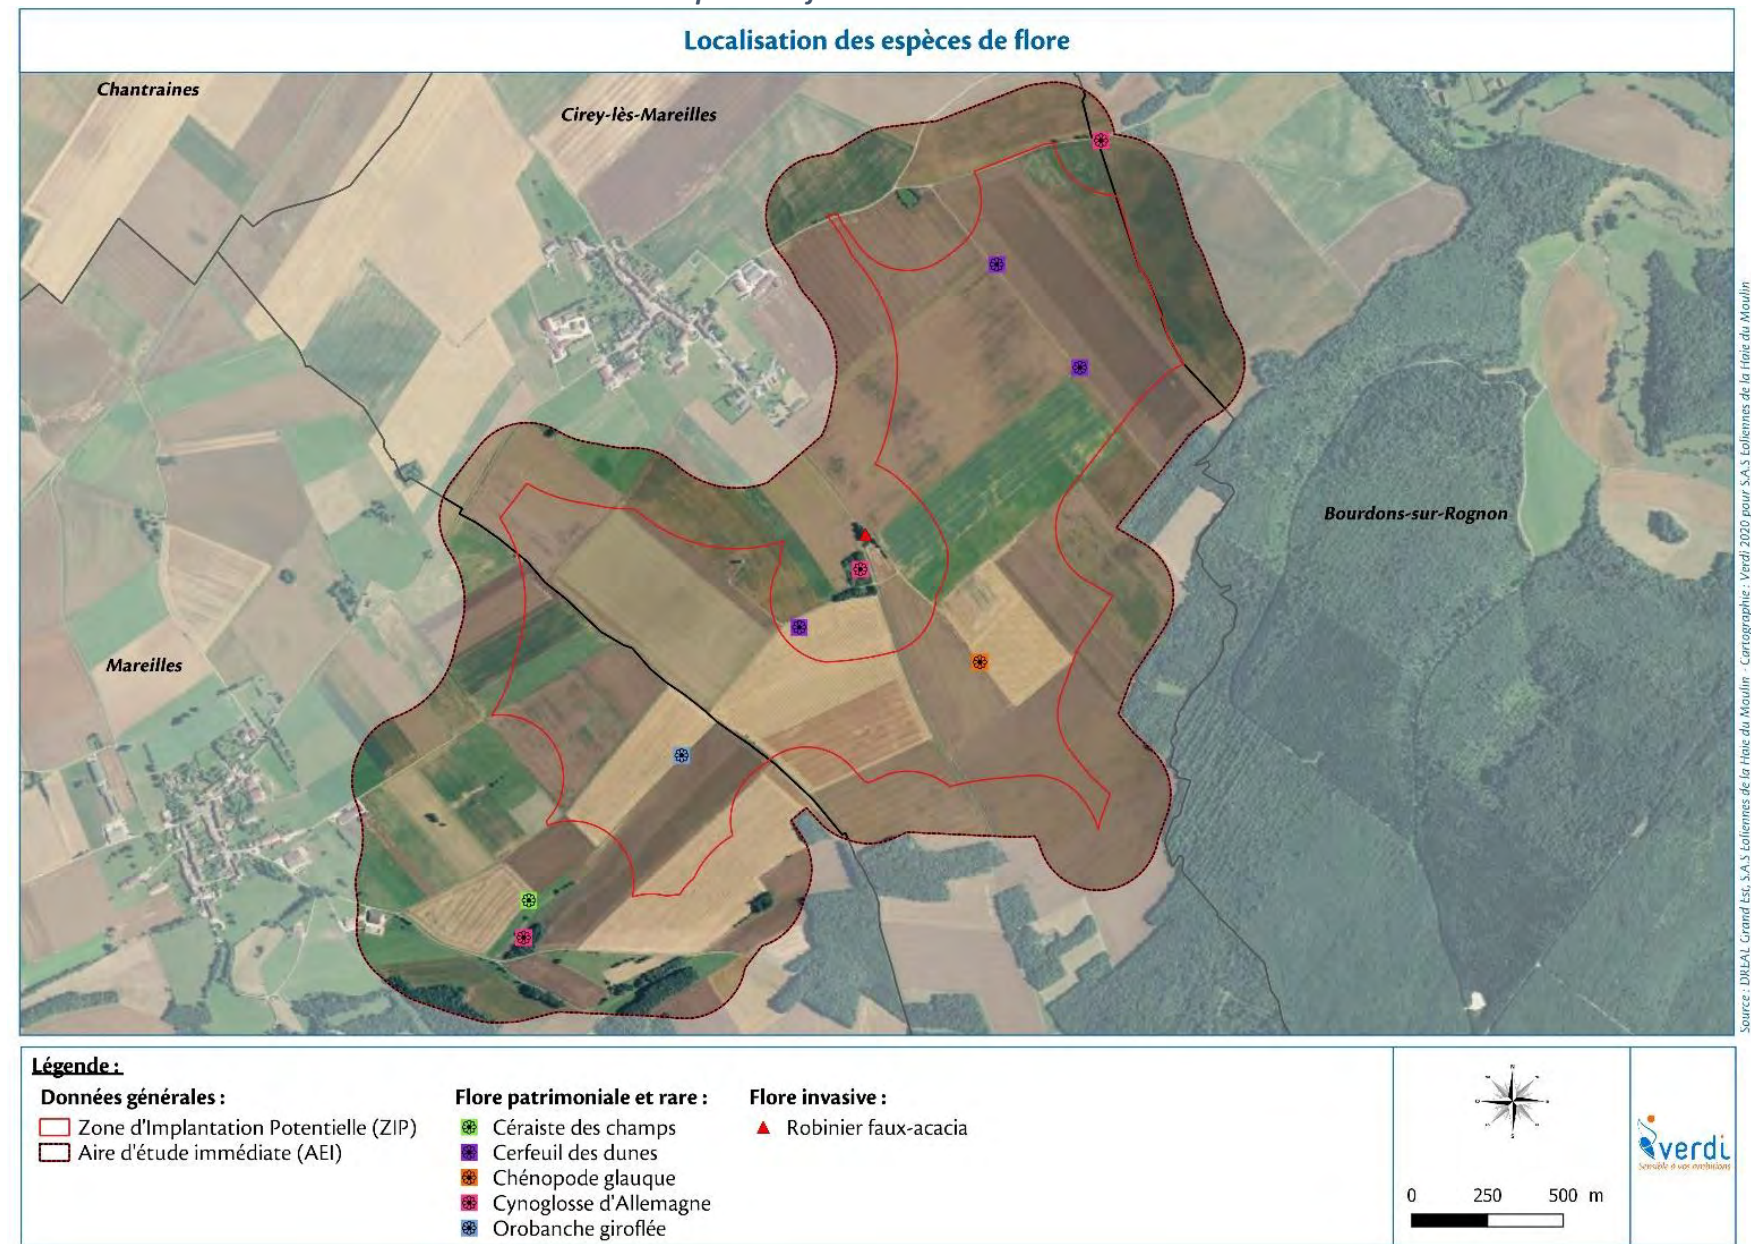 Localisation des espèces de flore
Chantraines
Cirey-lès-Mareilles
Bourdons-sur-Rognon
Mareilles
Source : DREAL Grand Est, S.A.S Eoliennes de la Haie du Moulin - Cartographie : Verdi 2020 pour S.A.S Eoliennes de la Haie du Moulin
Légende :
Données générales :
Zone d'Implantation Potentielle (ZIP)
Aire d'étude immédiate (AEI)
Flore patrimoniale et rare :
Céraiste des champs
Cerfeuil des dunes
Chénopode glauque
Cynoglosse d'Allemagne
Orobanche giroflée
Flore invasive :
Robinier faux-acacia
0 250 500 m
verdi
Sensible à vos ambitions